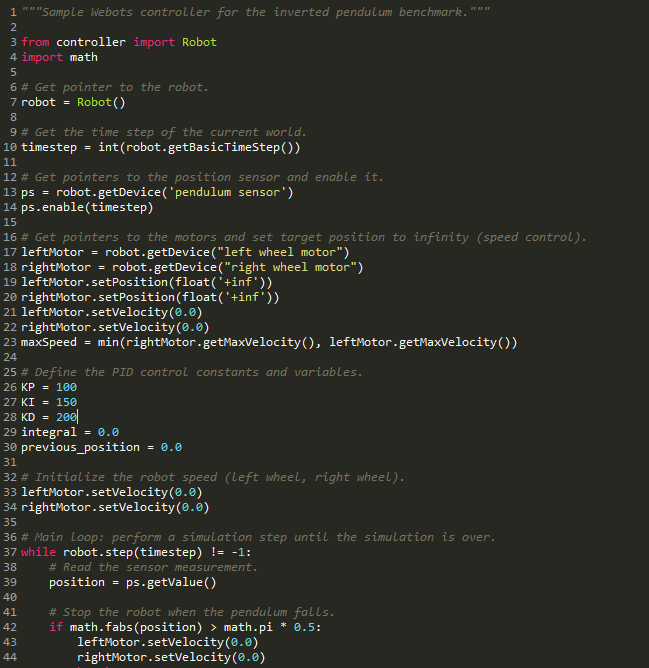 1 """Sample Webots controller for the inverted pendulum benchmark."""
2
3 from controller import Robot
4 import math
5
6 # Get pointer to the robot.
7 robot = Robot()
8
9 # Get the time step of the current world.
10 timestep = int(robot.getBasicTimeStep())
11
12 # Get pointers to the position sensor and enable it.
13 ps = robot.getDevice('pendulum sensor')
14 ps.enable(timestep)
15
16 # Get pointers to the motors and set target position to infinity (speed control).
17 leftMotor = robot.getDevice("left wheel motor")
18 rightMotor = robot.getDevice("right wheel motor")
19 leftMotor.setPosition(float('+inf'))
20 rightMotor.setPosition(float('+inf'))
21 leftMotor.setVelocity(0.0)
22 rightMotor.setVelocity(0.0)
23 maxSpeed = min(rightMotor.getMaxVelocity(), leftMotor.getMaxVelocity())
24
25 # Define the PID control constants and variables.
26 KP = 100
27 KI = 150
28 KD = 200
29 integral = 0.0
30 previous_position = 0.0
31
32 # Initialize the robot speed (left wheel, right wheel).
33 leftMotor.setVelocity(0.0)
34 rightMotor.setVelocity(0.0)
35
36 # Main loop: perform a simulation step until the simulation is over.
37 while robot.step(timestep) != -1:
38     # Read the sensor measurement.
39     position = ps.getValue()
40
41     # Stop the robot when the pendulum falls.
42     if math.fabs(position) > math.pi * 0.5:
43         leftMotor.setVelocity(0.0)
44         rightMotor.setVelocity(0.0)